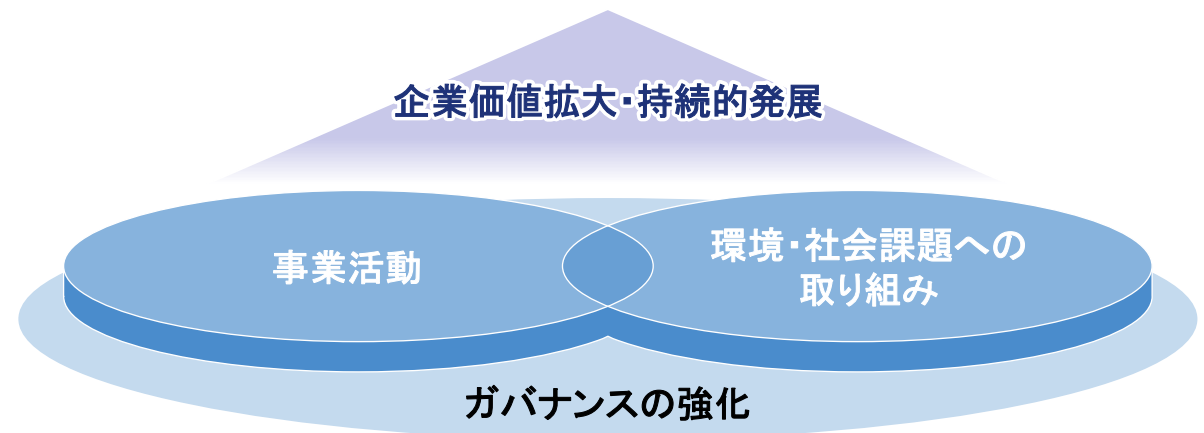 企業価値拡大・持続的発展
事業活動
環境・社会課題への
取り組み
ガバナンスの強化